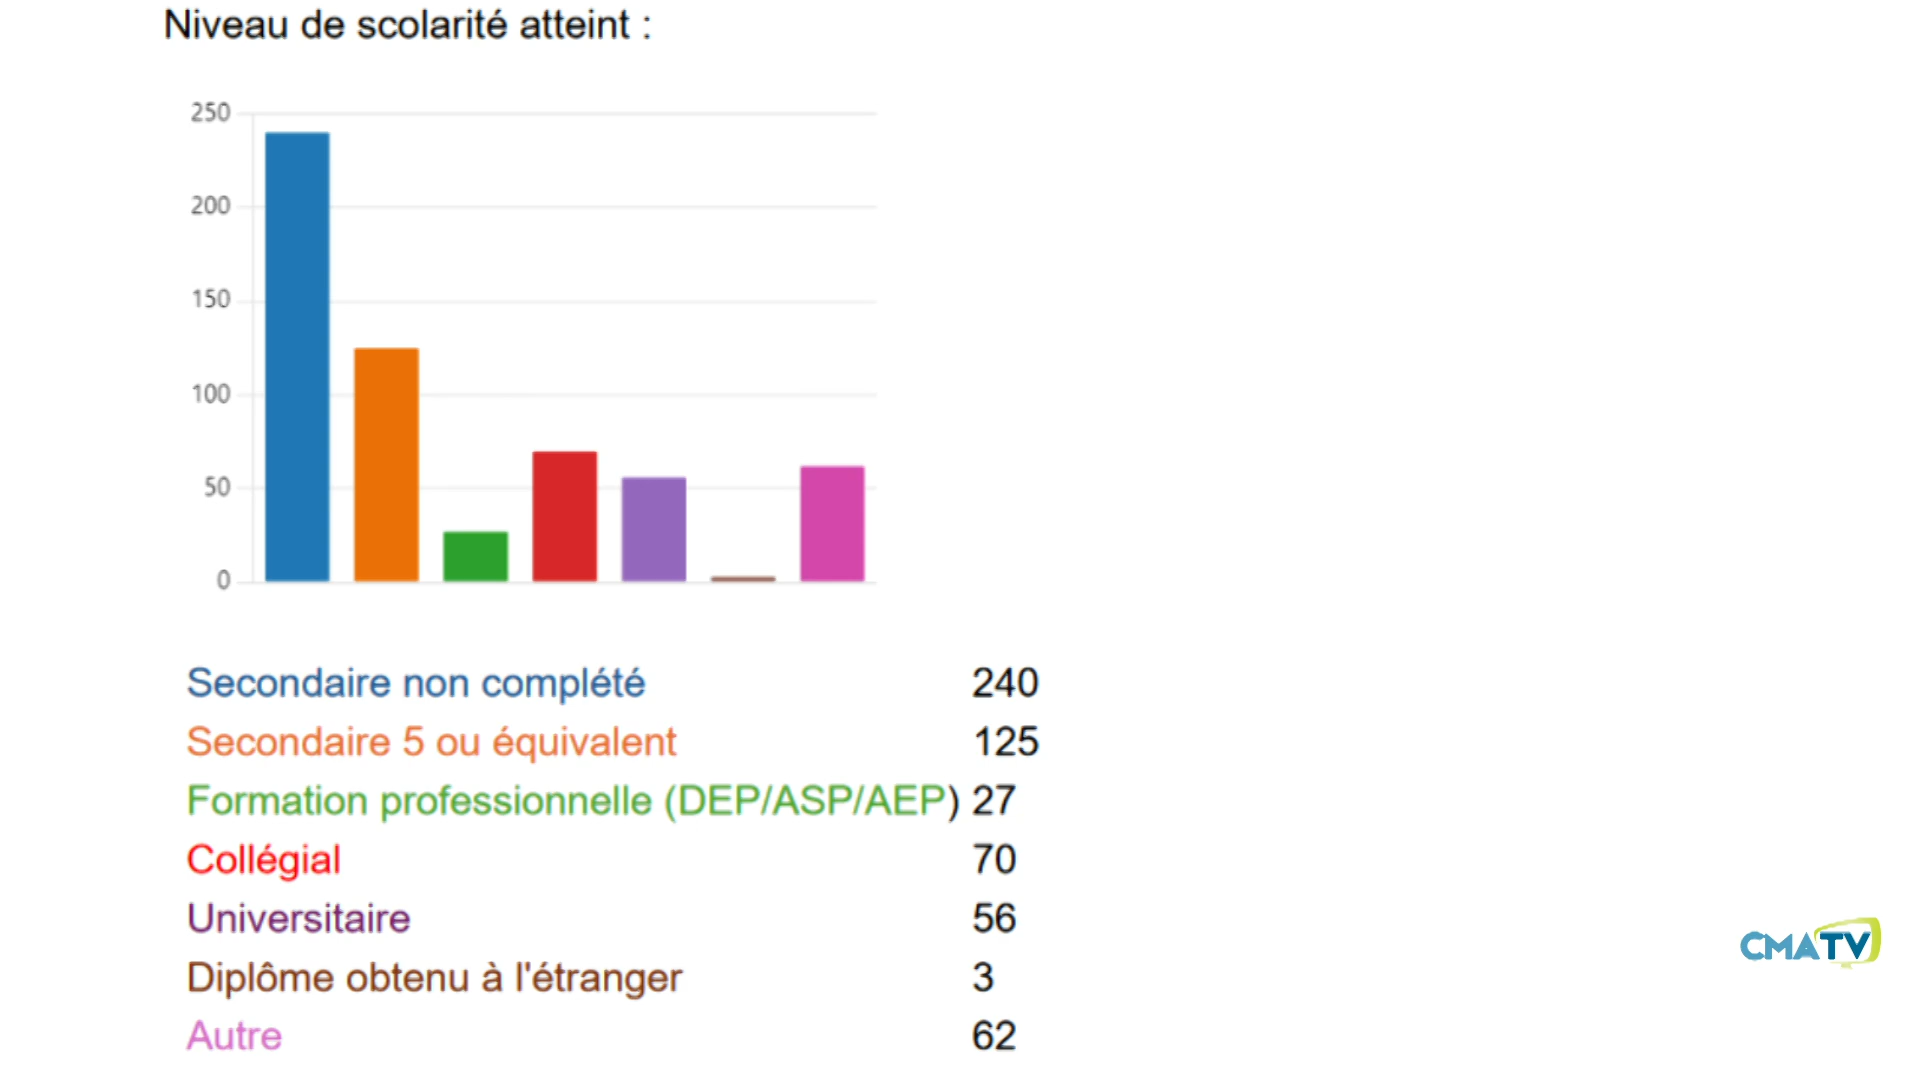 Niveau de scolarité atteint :
250
200
150
100
50
0
Secondaire non complété 240
Secondaire 5 ou équivalent 125
Formation professionnelle (DEP/ASP/AEP) 27
Collégial 70
Universitaire 56
Diplôme obtenu à l'étranger 3
Autre 62
CMATV